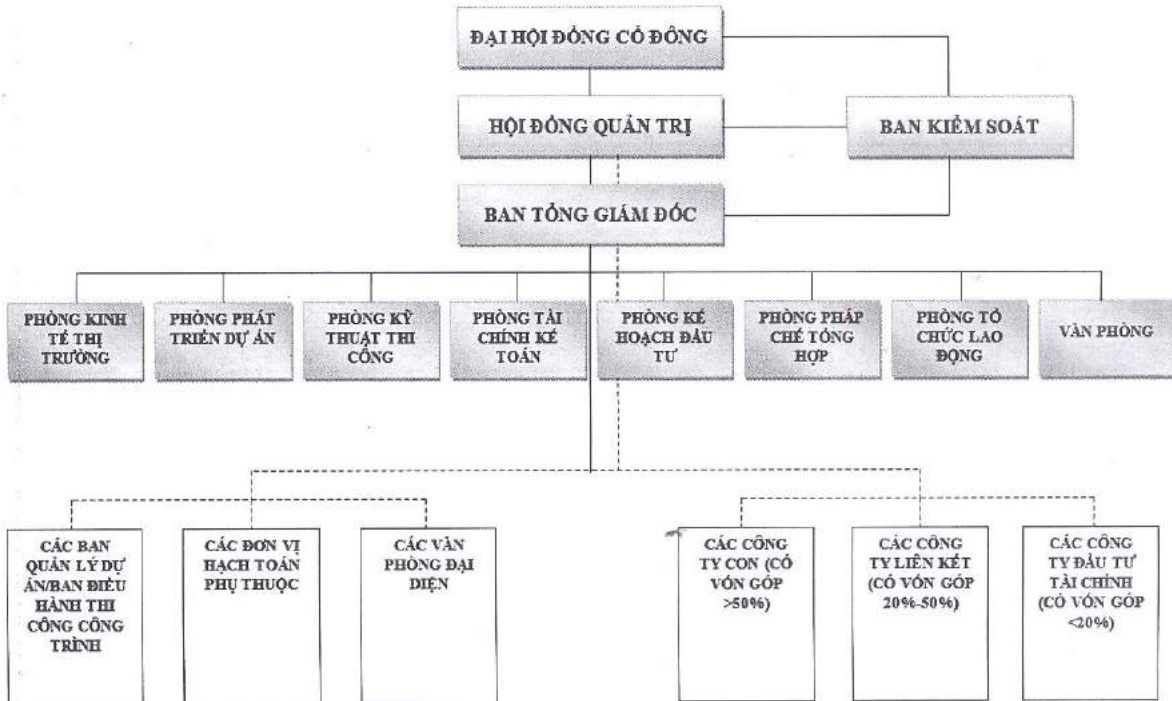 ĐẠI HỘI ĐỒNG CỔ ĐÔNG
HỘI ĐỒNG QUẢN TRỊ
BAN KIỂM SOÁT
BAN TỔNG GIÁM ĐỐC
PHÒNG KINH
TẾ THỊ
TRƯỜNG
PHÒNG PHÁT
TRIỂN DỰ ÁN
PHÒNG KỸ
THUẬT THI
CÔNG
PHÒNG TÀI
CHÍNH KẾ
TOÁN
PHÒNG KẾ
HOẠCH ĐẦU
TƯ
PHÒNG PHÁP
CHẾ TỔNG
HỢP
PHÒNG TỔ
CHỨC LAO
ĐỘNG
VĂN PHÒNG
CÁC BAN
QUẢN LÝ DỰ
ÁN/BAN ĐIỀU
HÀNH THI
CÔNG CÔNG
TRÌNH
CÁC ĐƠN VỊ
HẠCH TOÁN
PHỤ THUỘC
CÁC VĂN
PHÒNG ĐẠI
DIỆN
CÁC CÔNG
TY CON (CÓ
VỐN GÓP
>50%)
CÁC CÔNG
TY LIÊN KẾT
(CÓ VỐN GÓP
20%-50%)
CÁC CÔNG
TY ĐẦU TƯ
TÀI CHÍNH
(CÓ VỐN GÓP
<20%)